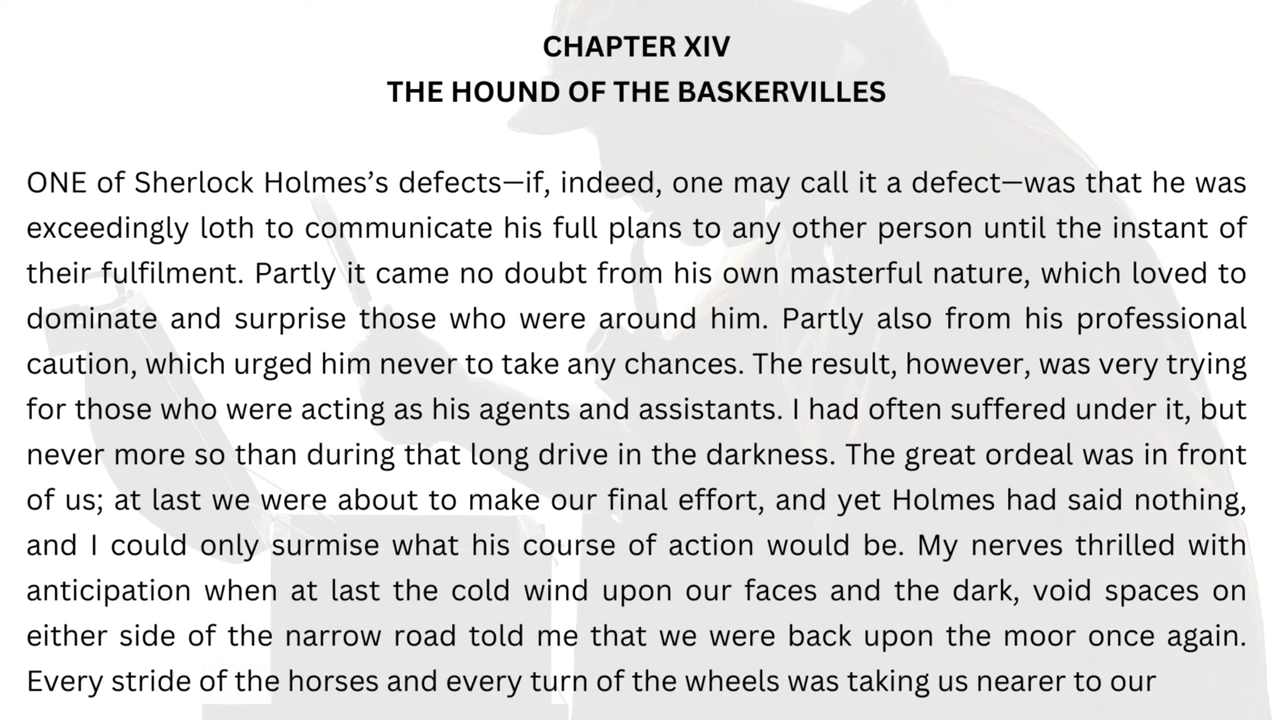 CHAPTER XIV
THE HOUND OF THE BASKERVILLES
ONE of Sherlock Holmes’s defects—if, indeed, one may call it a defect—was that he was
exceedingly loth to communicate his full plans to any other person until the instant of
their fulfilment. Partly it came no doubt from his own masterful nature, which loved to
dominate and surprise those who were around him. Partly also from his professional
caution, which urged him never to take any chances. The result, however, was very trying
for those who were acting as his agents and assistants. I had often suffered under it, but
never more so than during that long drive in the darkness. The great ordeal was in front
of us; at last we were about to make our final effort, and yet Holmes had said nothing,
and I could only surmise what his course of action would be. My nerves thrilled with
anticipation when at last the cold wind upon our faces and the dark, void spaces on
either side of the narrow road told me that we were back upon the moor once again.
Every stride of the horses and every turn of the wheels was taking us nearer to our